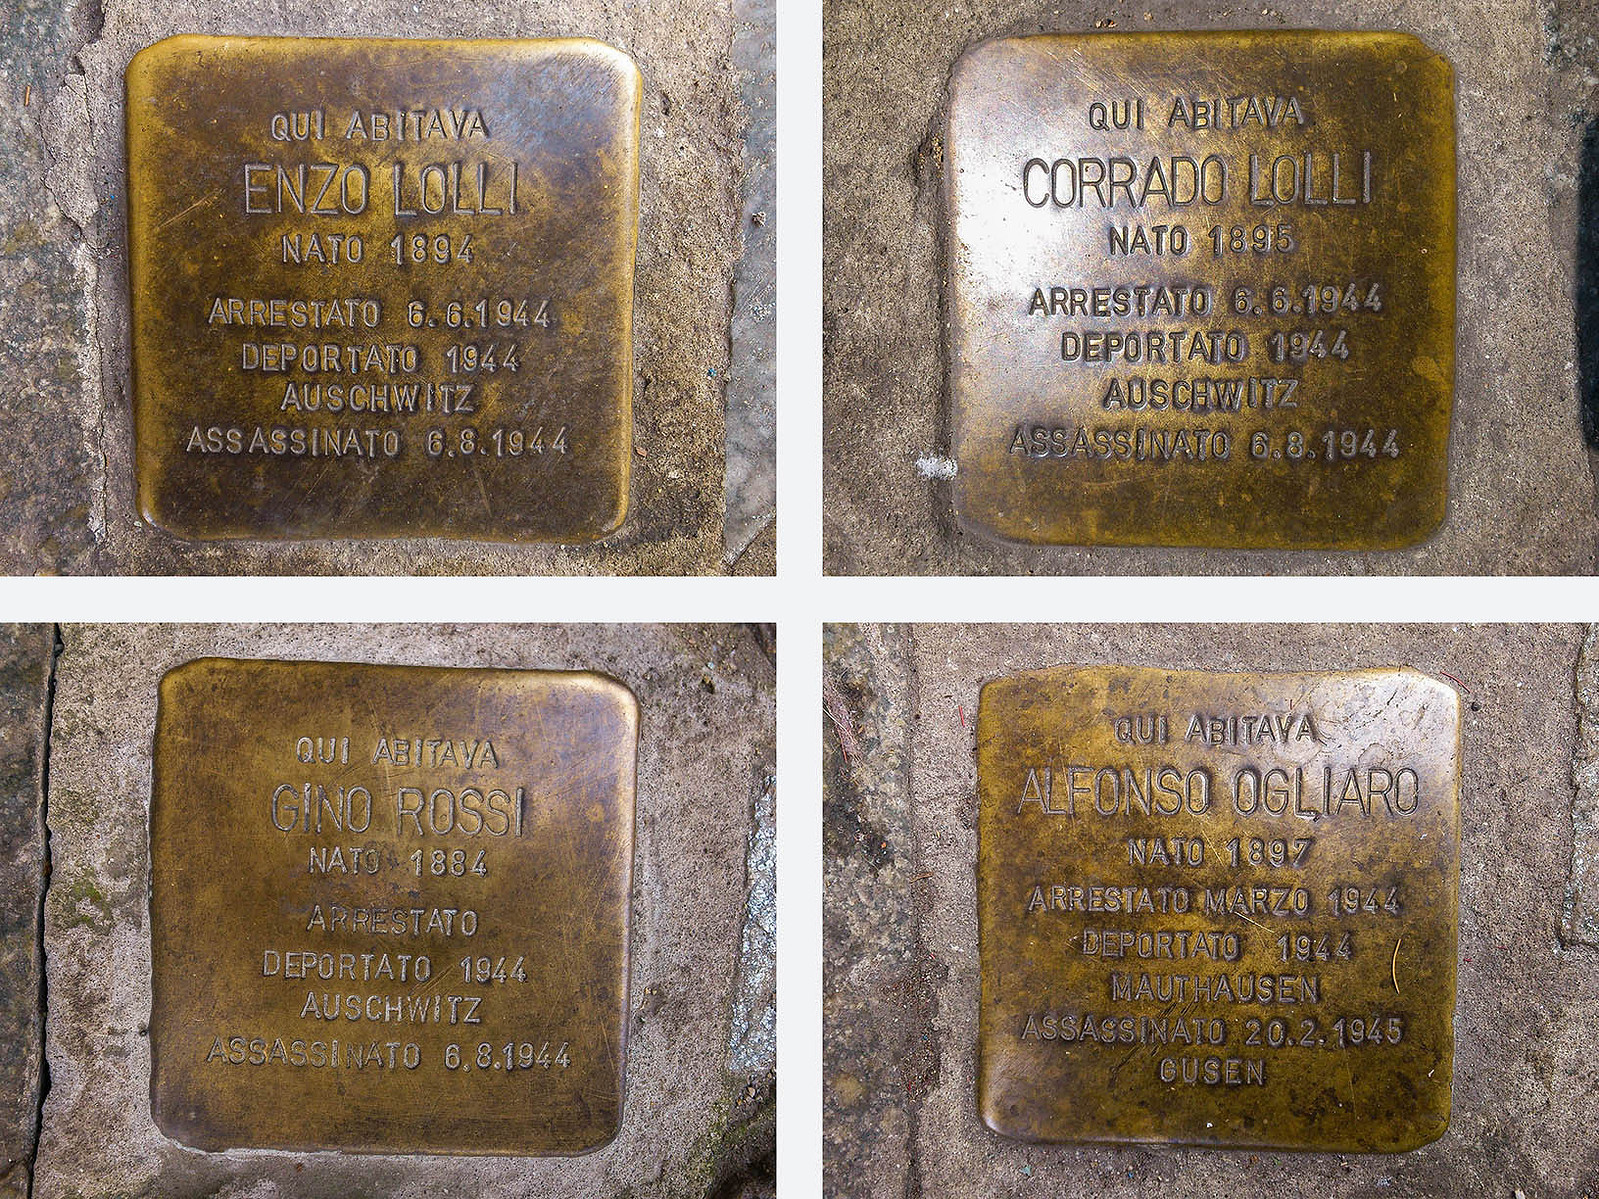 QUI ABITAVA
ENZO LOLLI
NATO 1894
ARRESTATO 6.6.1944
DEPORTATO 1944
AUSCHWITZ
ASSASSINATO 6.8.1944
QUI ABITAVA
CORRADO LOLLI
NATO 1895
ARRESTATO 6.6.1944
DEPORTATO 1944
AUSCHWITZ
ASSASSINATO 6.8.1944
QUI ABITAVA
GINO ROSSI
NATO 1884
ARRESTATO
DEPORTATO 1944
AUSCHWITZ
ASSASSINATO 6.8.1944
QUI ABITAVA
ALFONSO OGLIARO
NATO 1897
ARRESTATO MARZO 1944
DEPORTATO 1944
MAUTHAUSEN
ASSASSINATO 20.2.1945
GUSEN